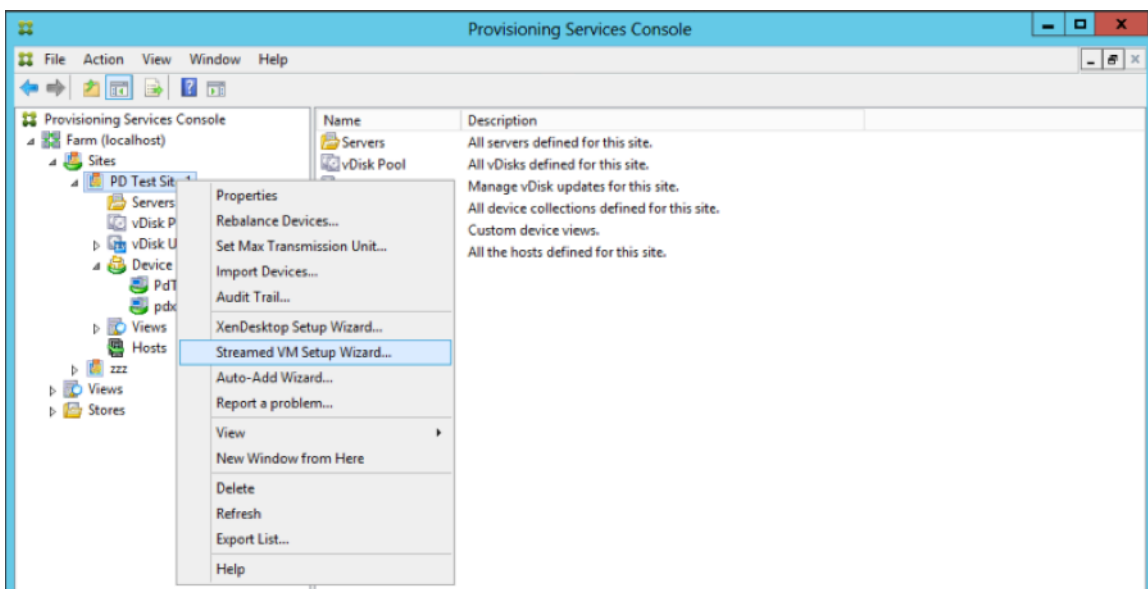 Provisioning Services Console
File Action View Window Help
Provisioning Services Console
Farm (localhost)
Sites
PD Test
Servers
vDisk
Device
Views
Hosts
zzz
Views
Stores
Name Description
Servers All servers defined for this site.
vDisk Pool All vDisks defined for this site.
Manage vDisk updates for this site.
All device collections defined for this site.
Custom device views.
All the hosts defined for this site.
Properties
Rebalance Devices...
Set Max Transmission Unit...
Import Devices...
Audit Trail...
XenDesktop Setup Wizard...
Streamed VM Setup Wizard...
Auto-Add Wizard...
Report a problem...
View
New Window from Here
Delete
Refresh
Export List...
Help